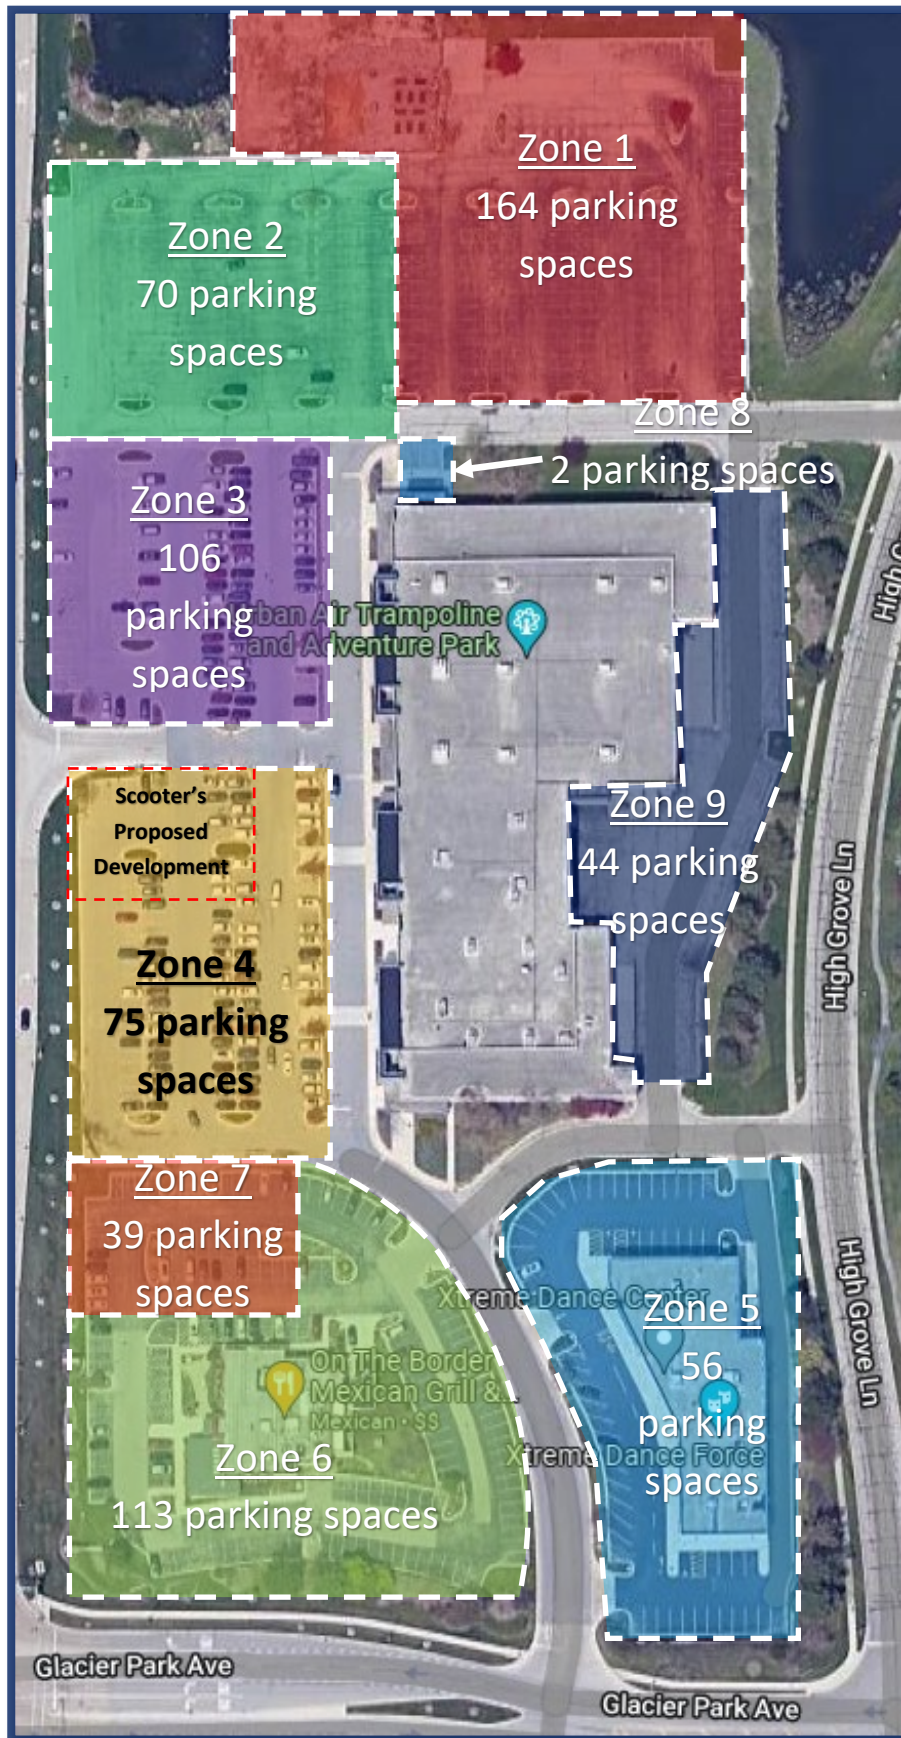 Zone 1
164 parking
spaces
Zone 2
70 parking
spaces
Zone 8
2 parking spaces
Zone 3
106
parking
spaces
rban Air Trampoline
and Adventure Park
High G
Scooter's
Proposed
Development
Zone 9
44 parking
spaces
High Grove Ln
Zone 4
75 parking
spaces
Zone 7
39 parking
spaces
Xtreme Dance Center
Zone 5
56
parking
spaces
High Grove Ln
On The Border
Mexican Grill &...
Mexican • $$
Xtreme Dance Force
Zone 6
113 parking spaces
Glacier Park Ave
Glacier Park Ave